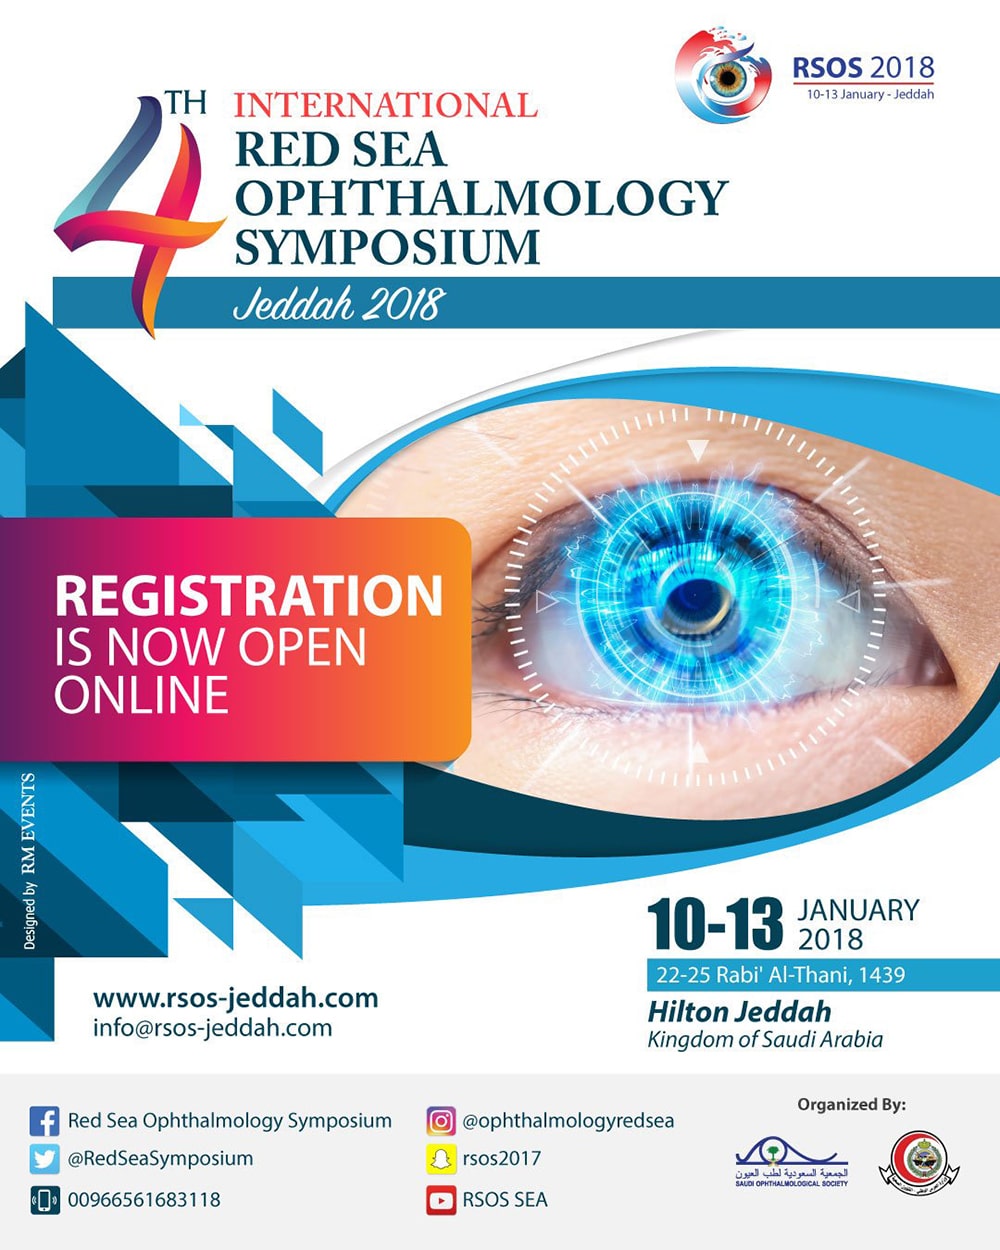 RSOS 2018
10-13 January - Jeddah
4TH INTERNATIONAL
RED SEA
OPHTHALMOLOGY
SYMPOSIUM
Jeddah 2018
REGISTRATION
IS NOW OPEN
ONLINE
Designed by RM EVENTS
10-13 JANUARY
2018
22-25 Rabi' Al-Thani, 1439
Hilton Jeddah
Kingdom of Saudi Arabia
www.rsos-jeddah.com
info@rsos-jeddah.com
Red Sea Ophthalmology Symposium
@RedSeaSymposium
00966561683118
@ophthalmologyredsea
rsos2017
RSOS SEA
Organized By:
الجمعية السعودية لطب العيون
SAUDI OPHTHALMOLOGICAL SOCIETY